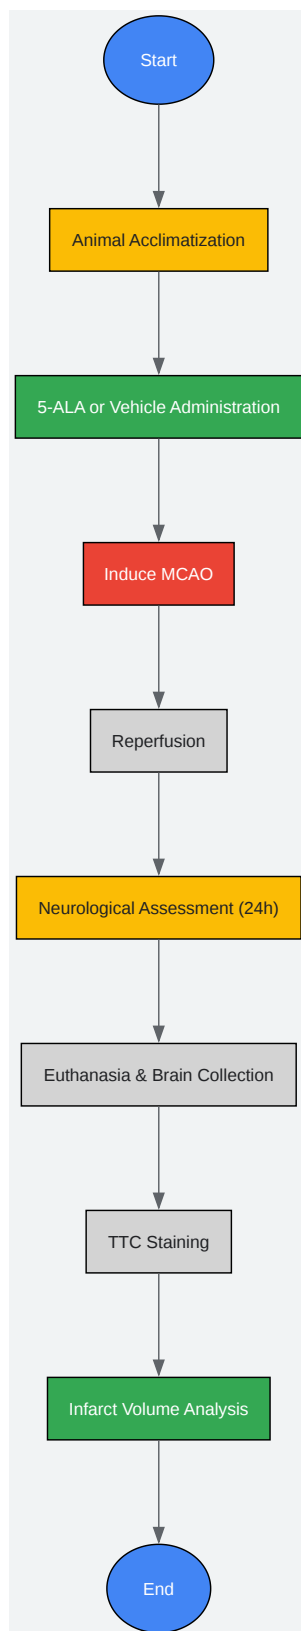 Start
Animal Acclimatization
5-ALA or Vehicle Administration
Induce MCAO
Reperfusion
Neurological Assessment (24h)
Euthanasia & Brain Collection
TTC Staining
Infarct Volume Analysis
End